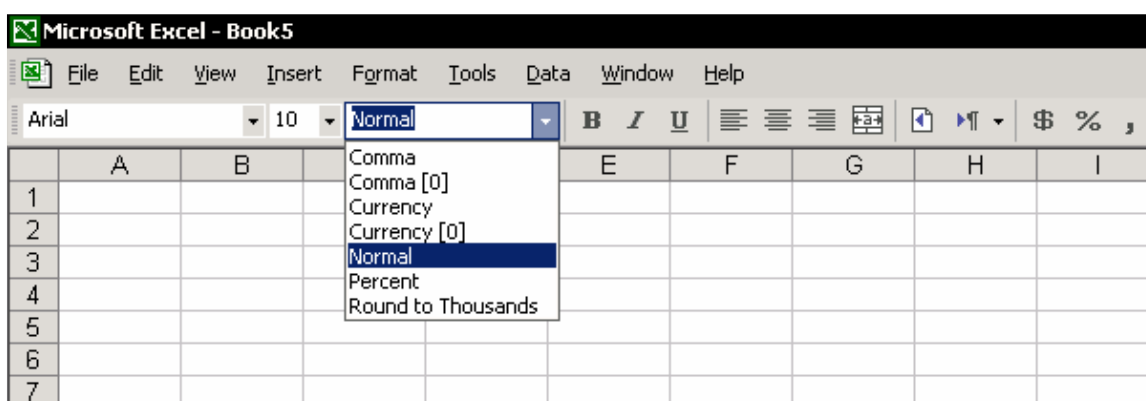 Microsoft Excel - Book5
File Edit View Insert Format Tools Data Window Help
Arial 10 Normal B I U $ % ,
A B E F G H I
Comma
Comma [0]
Currency
Currency [0]
Normal
Percent
Round to Thousands
1
2
3
4
5
6
7